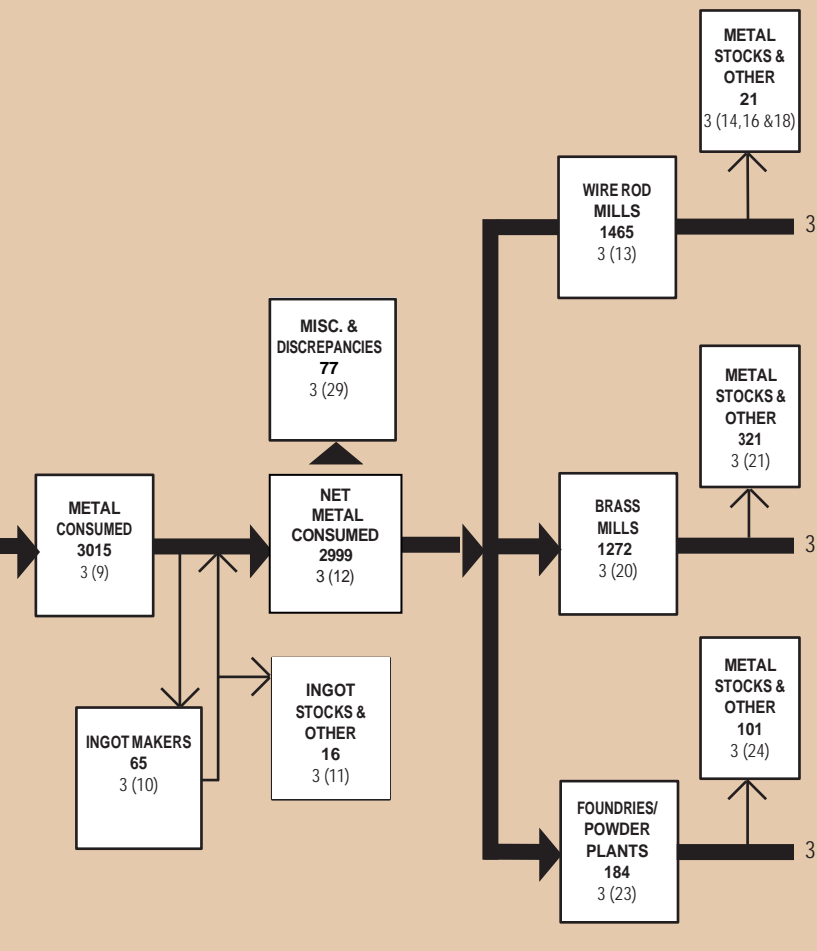 METAL
STOCKS &
OTHER
21
3 (14,16 &18)
WIRE ROD
MILLS
1465
3 (13)
3
MISC. &
DISCREPANCIES
77
3 (29)
METAL
STOCKS &
OTHER
321
3 (21)
METAL
CONSUMED
3015
3 (9)
NET
METAL
CONSUMED
2999
3 (12)
BRASS
MILLS
1272
3 (20)
3
INGOT MAKERS
65
3 (10)
INGOT
STOCKS &
OTHER
16
3 (11)
METAL
STOCKS &
OTHER
101
3 (24)
FOUNDRIES/
POWDER
PLANTS
184
3 (23)
3